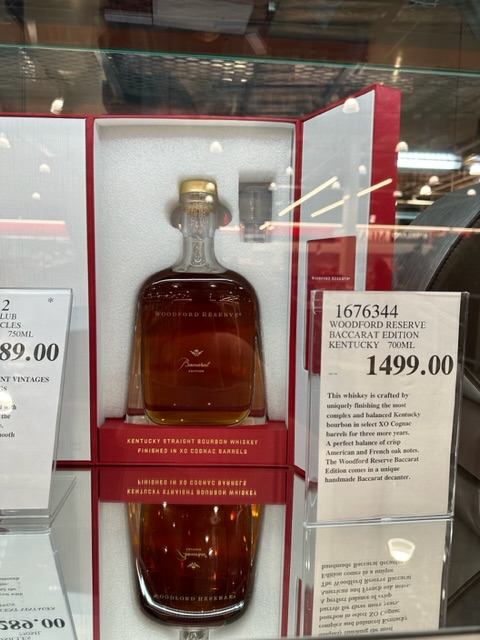 WOODFORD RESERVE
Baccarat
EDITION
KENTUCKY STRAIGHT BOURBON WHISKEY
FINISHED IN XO COGNAC BARRELS
WOODFORD RESERVE
1676344
WOODFORD RESERVE
BACCARAT EDITION
KENTUCKY 700ML
1499.00
This whiskey is crafted by
uniquely finishing the most
complex and balanced Kentucky
bourbon in select XO Cognac
barrels for three more years.
A perfect balance of crisp
American and French oak notes.
The Woodford Reserve Baccarat
Edition comes in a unique
handmade Baccarat decanter.
2 *
LUB
CLES
750ML
89.00
NT VINTAGES